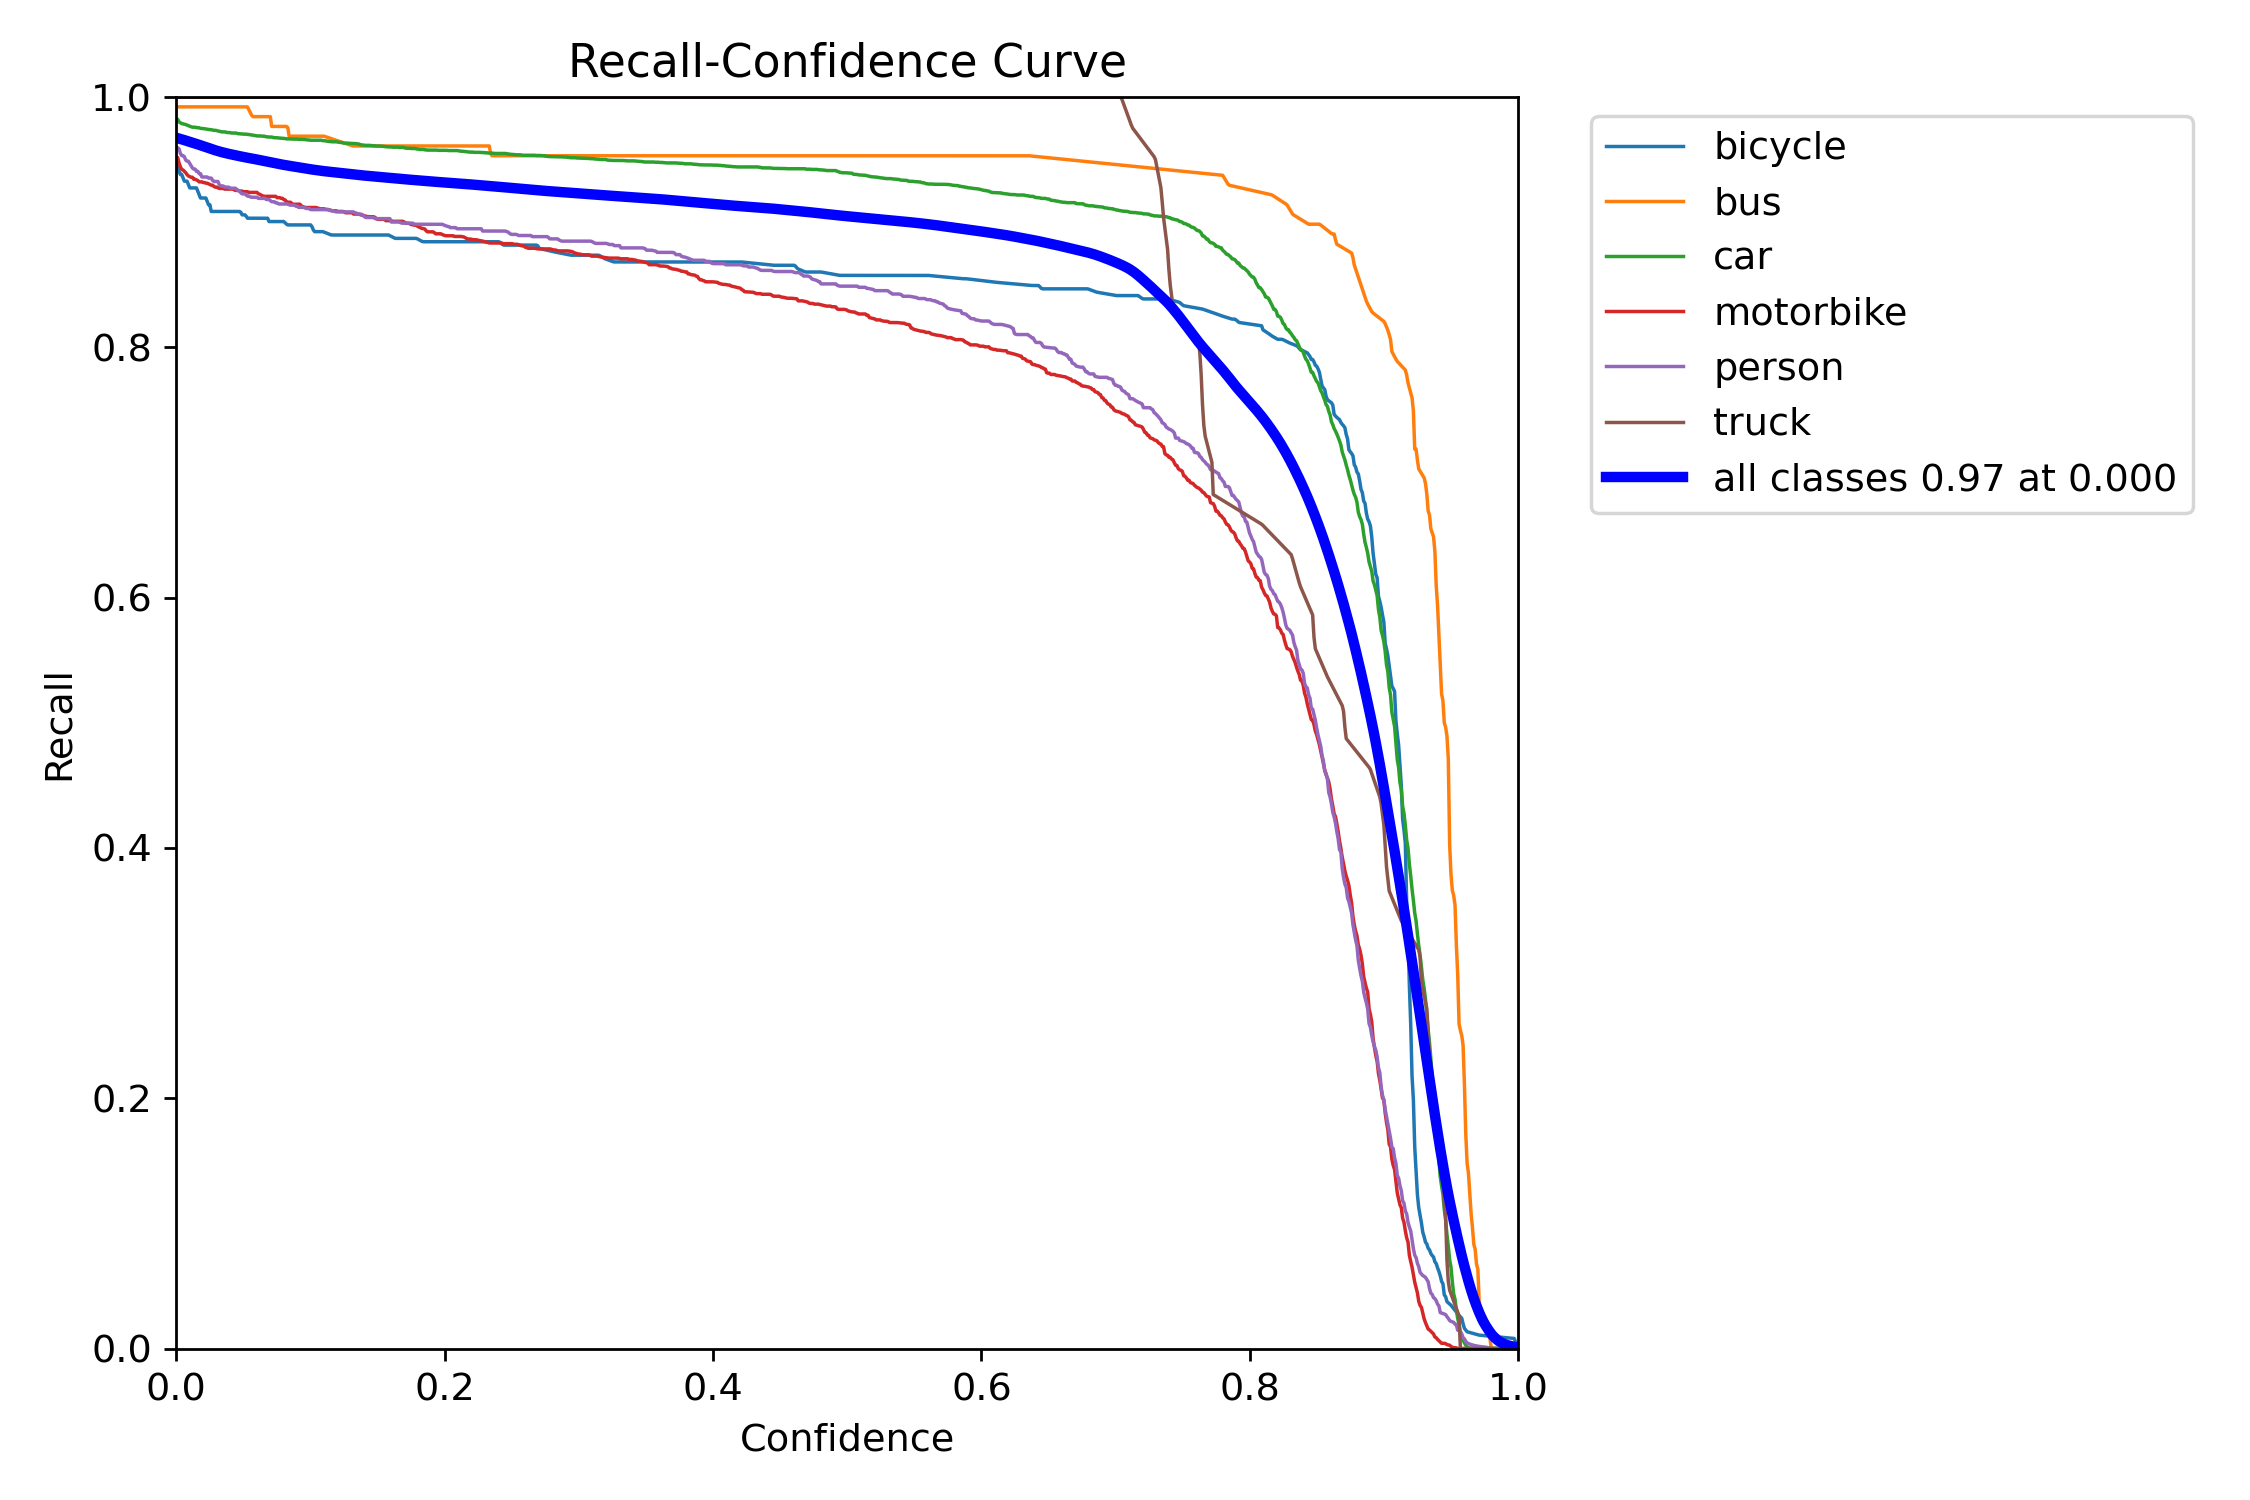 Recall-Confidence Curve
1.0
0.8
0.6
0.4
0.2
0.0
Recall
0.0 0.2 0.4 0.6 0.8 1.0
Confidence
bicycle
bus
car
motorbike
person
truck
all classes 0.97 at 0.000